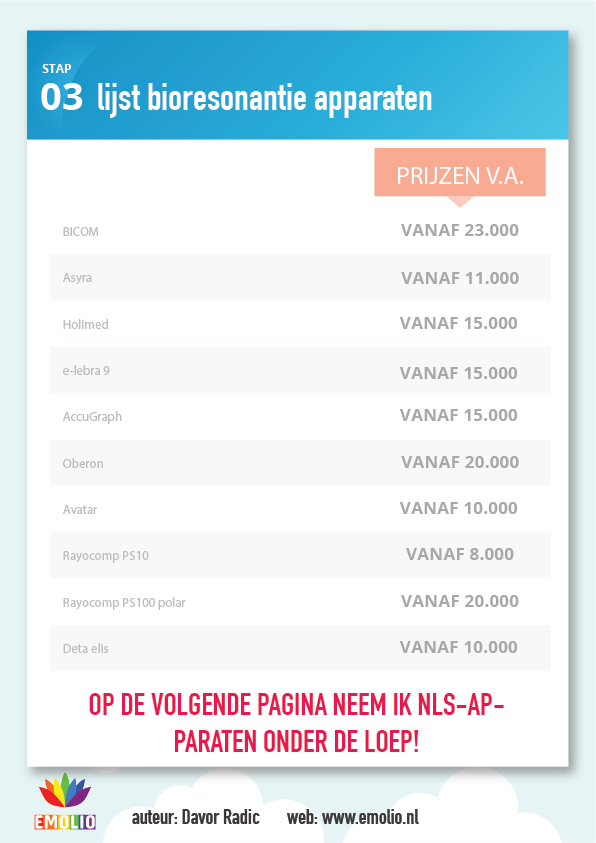 STAP
03 lijst bioresonantie apparaten
PRIJZEN V.A.
BICOM VANAF 23.000
Asyra VANAF 11.000
Holimed VANAF 15.000
e-lebra 9 VANAF 15.000
AccuGraph VANAF 15.000
Oberon VANAF 20.000
Avatar VANAF 10.000
Rayocomp PS10 VANAF 8.000
Rayocomp PS100 polar VANAF 20.000
Deta elis VANAF 10.000
OP DE VOLGENDE PAGINA NEEM IK NLS-AP-
PARATEN ONDER DE LOEP!
EMOLIO
auteur: Davor Radic web: www.emolio.nl